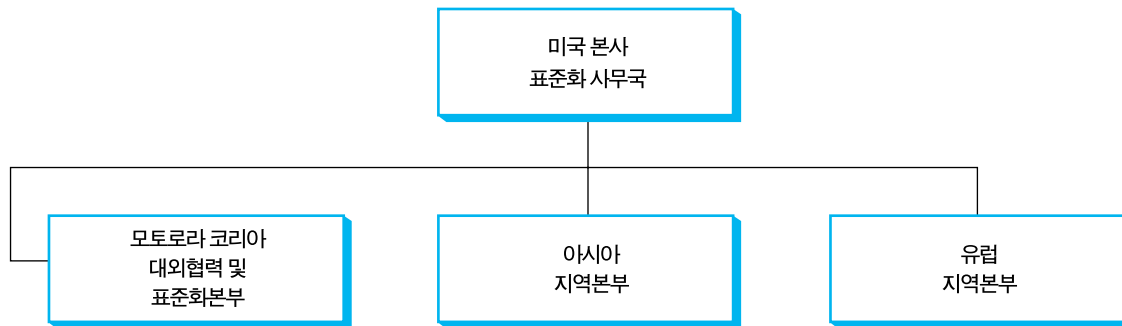 미국 본사
표준화 사무국
모토로라 코리아
대외협력 및
표준화본부
아시아
지역본부
유럽
지역본부